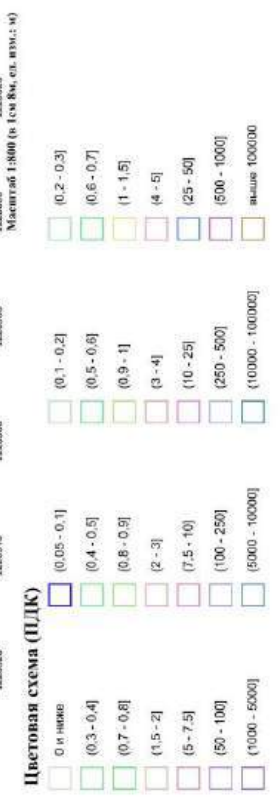 Масштаб 1:800 (в 1см 8м, ед. изм.: м)
Цветовая схема (ПДК)
0 и ниже (0,05 - 0,1] (0,1 - 0,2] (0,2 - 0,3]
(0,3 - 0,4] (0,4 - 0,5] (0,5 - 0,6] (0,6 - 0,7]
(0,7 - 0,8] (0,8 - 0,9] (0,9 - 1] (1 - 1,5]
(1,5 - 2] (2 - 3] (3 - 4] (4 - 5]
(5 - 7,5] (7,5 - 10] (10 - 25] (25 - 50]
(50 - 100] (100 - 250] (250 - 500] (500 - 1000]
(1000 - 5000] (5000 - 10000] (10000 - 100000] выше 100000